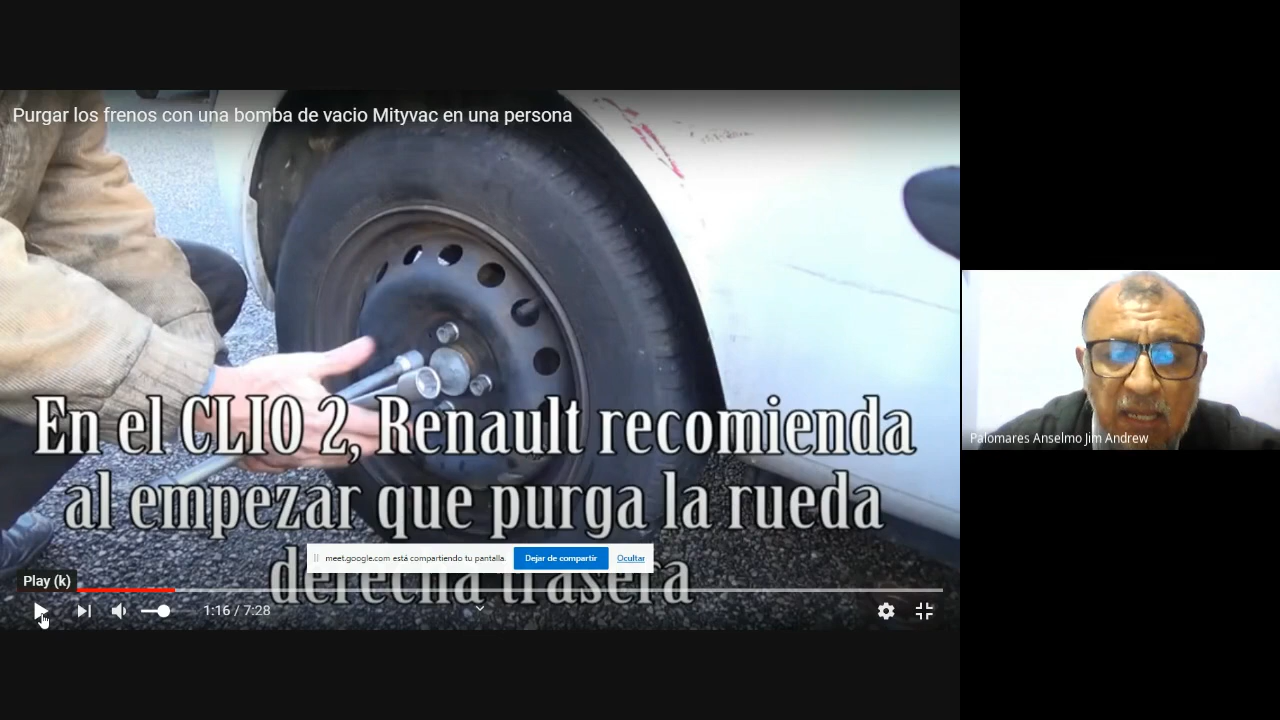 Purgar los frenos con una bomba de vacio Mityvac en una persona
En el CLIO 2, Renault recomienda
al empezar que purga la rueda
derecha trasera
meet.google.com está compartiendo tu pantalla.
Dejar de compartir
Ocultar
Play (k)
1:16 / 7:28
Palomares Anselmo Jim Andrew